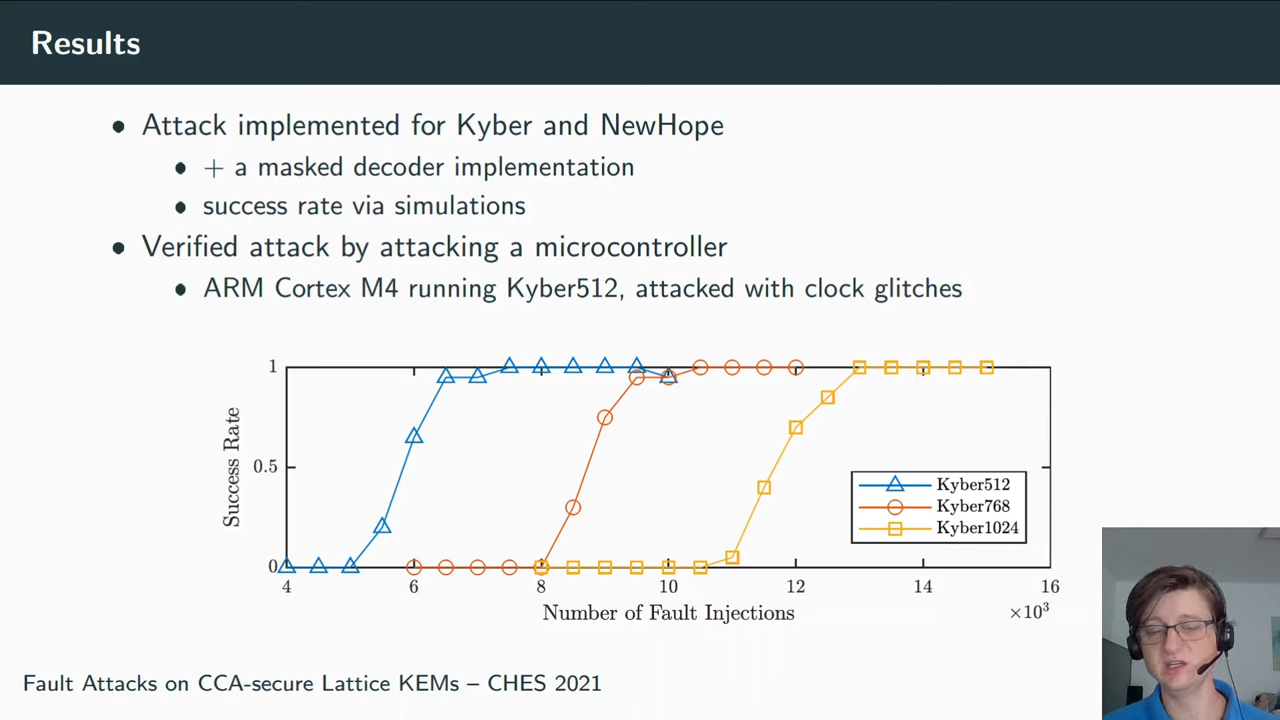 Results
• Attack implemented for Kyber and NewHope
• + a masked decoder implementation
• success rate via simulations
• Verified attack by attacking a microcontroller
• ARM Cortex M4 running Kyber512, attacked with clock glitches
1
0.5
0
Success Rate
Kyber512
Kyber768
Kyber1024
4 6 8 10 12 14 16
Number of Fault Injections
×10³
Fault Attacks on CCA-secure Lattice KEMs – CHES 2021